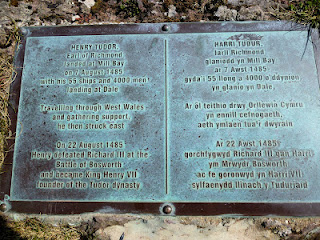 HENRY TUDOR,
Earl of Richmond
landed at Mill Bay
on 7 August 1485
with his 55 ships and 4000 men,
landing at Dale.
Travelling through West Wales
and gathering support,
he then struck east
On 22 August 1485
Henry defeated Richard III at the
Battle of Bosworth
and became King Henry VII
founder of the Tudor dynasty
HARRI TUDUR,
Iarll Richmond
glaniodd yn Mill Bay
ar 7 Awst 1485
gyda'i 55 llong a 4000 o ddynion
yn glanio yn Dale.
Ar ôl teithio drwy Orllewin Cymru
yn ennill cefnogaeth,
aeth ymlaen tua'r dwyrain
Ar 22 Awst 1485
gorchfygwyd Richard III gan Harri
ym Mrwydr Bosworth
ac fe'i goronwyd yn Harri VII,
sylfaenydd llinach y Tuduriaid